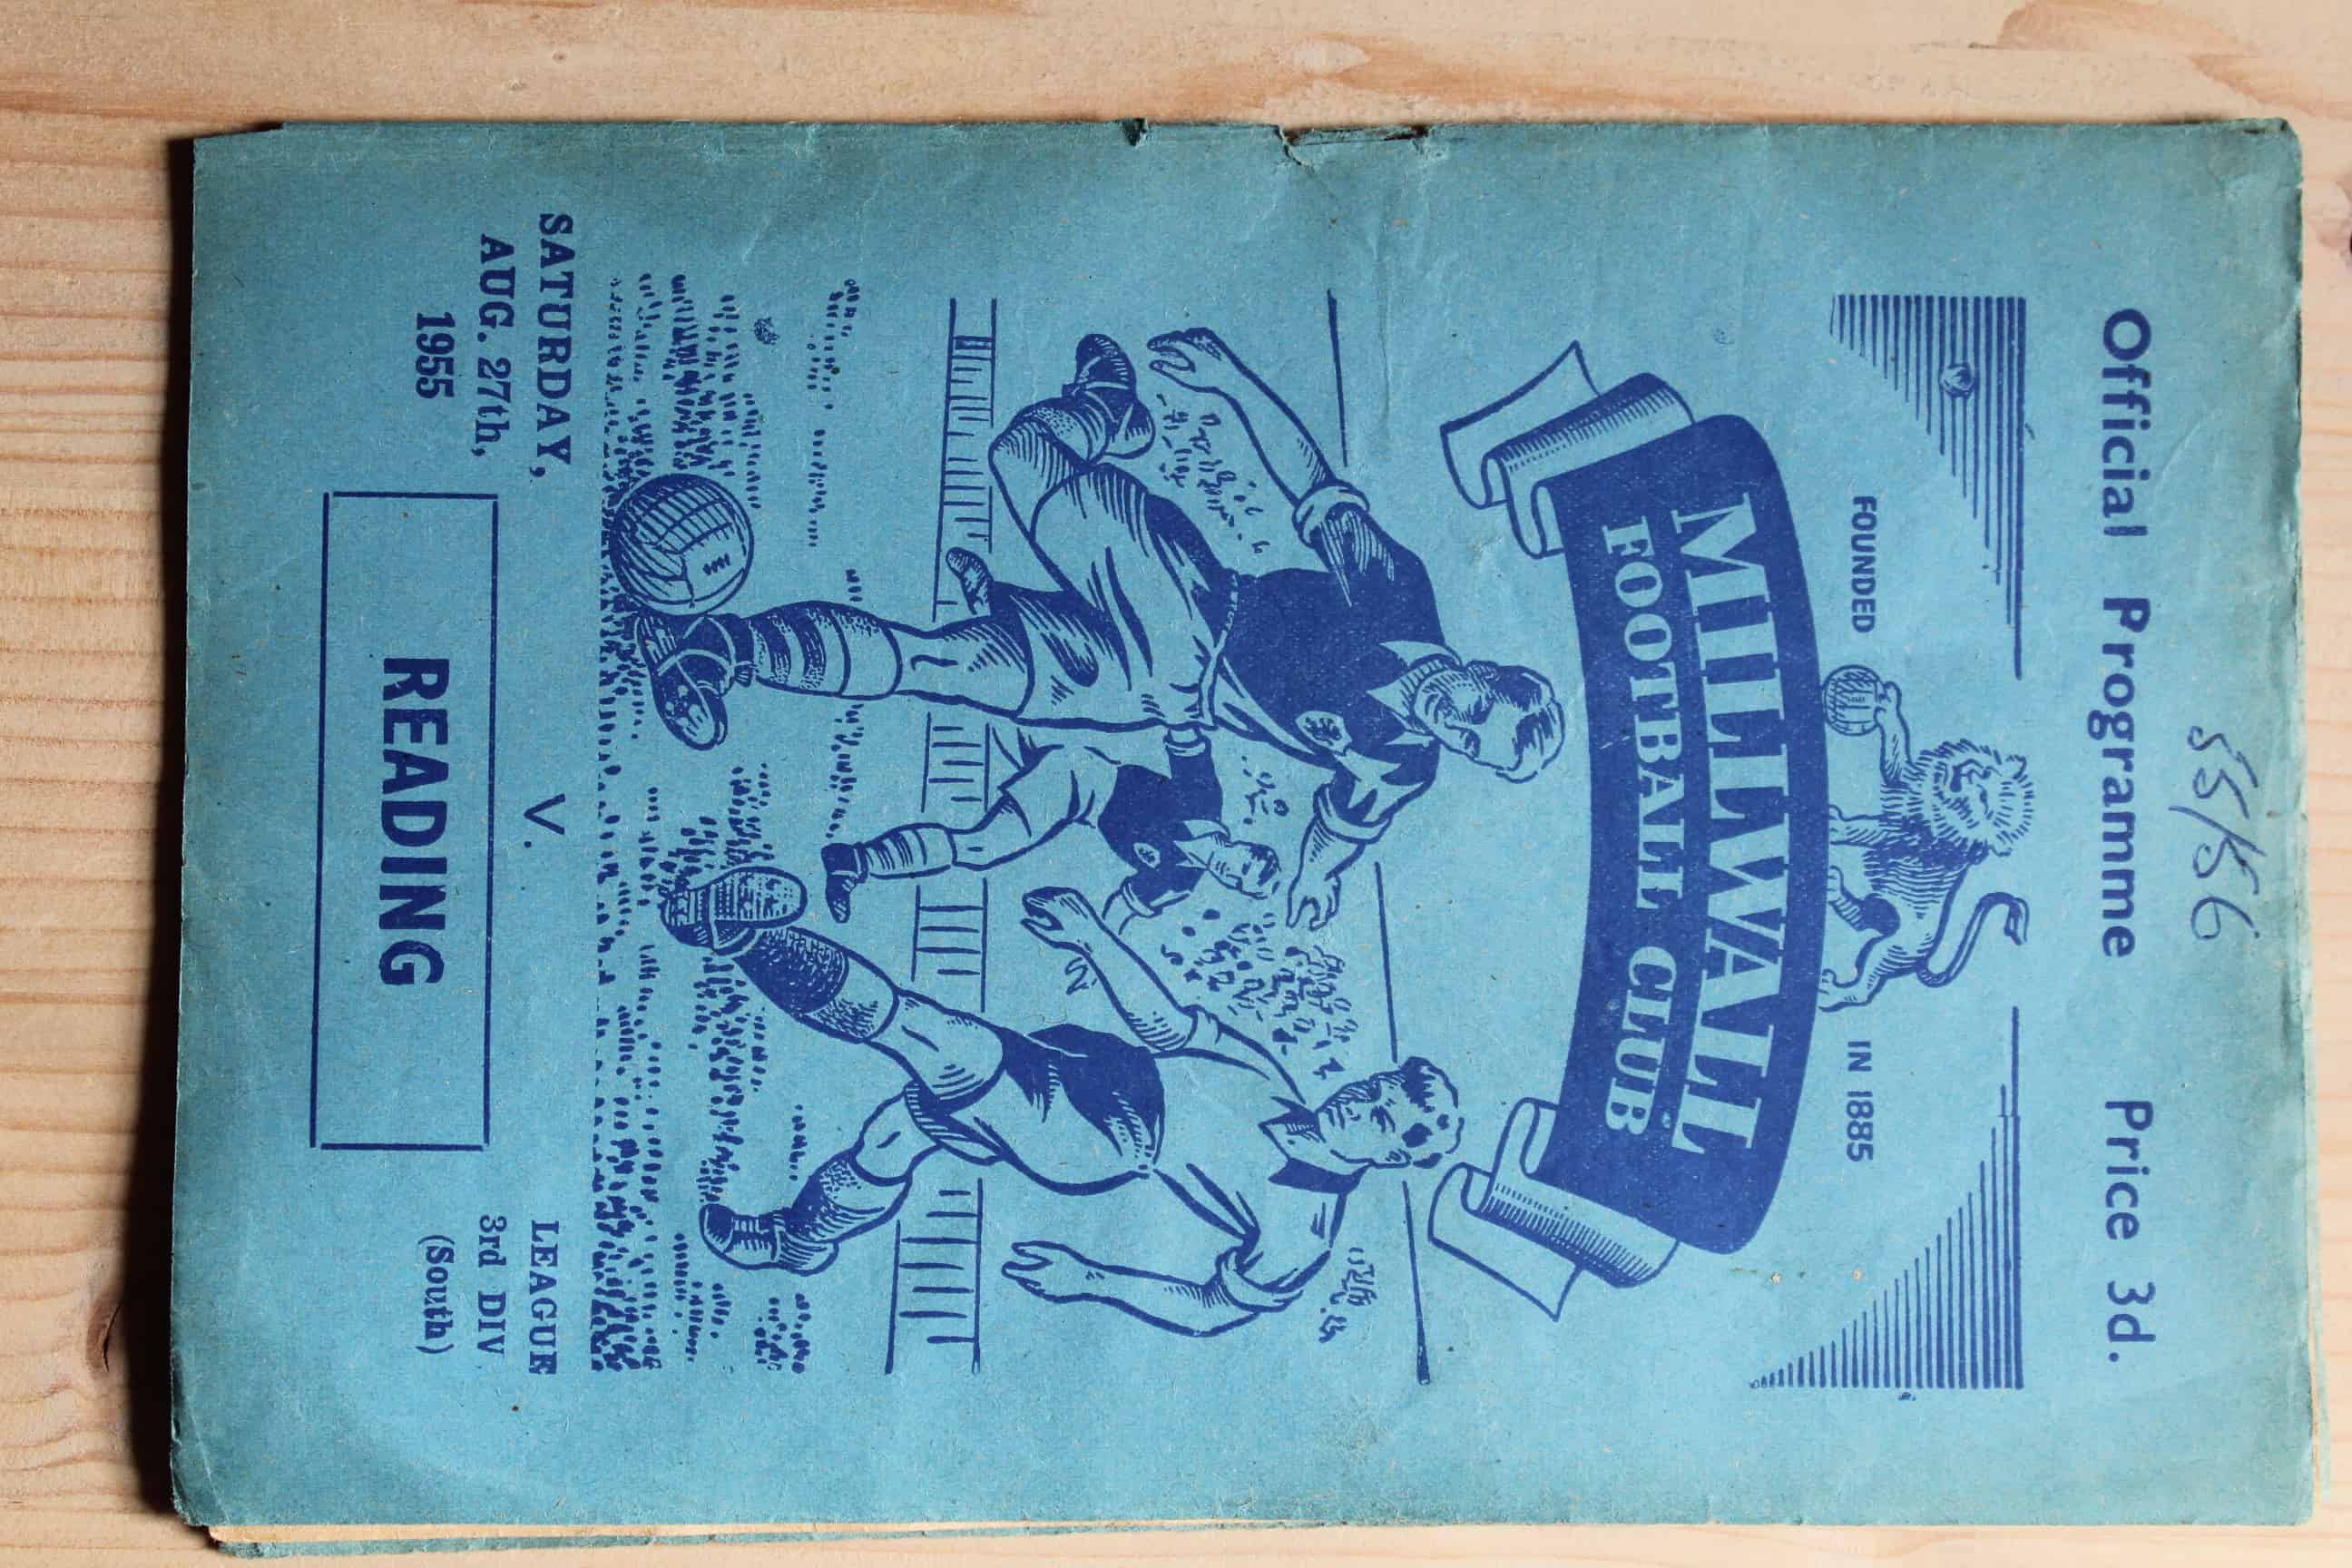 55/56
Official Programme Price 3d.
FOUNDED IN 1885
MILLWALL
FOOTBALL CLUB
SATURDAY,
AUG. 27th,
1955
V.
READING
LEAGUE
3rd DIV.
(South)